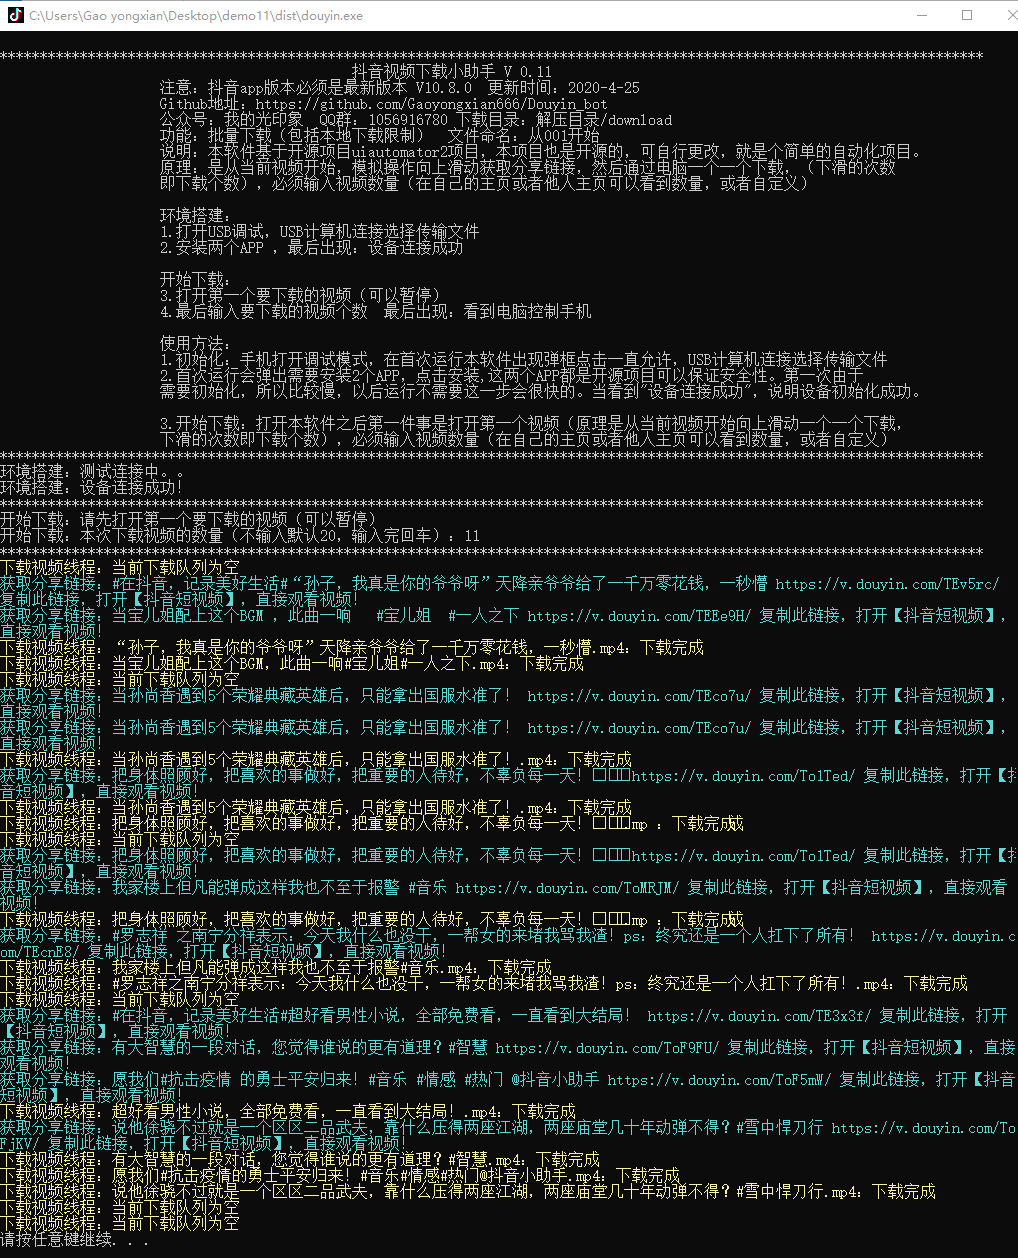 C:\Users\Gao yongxian\Desktop\demo11\dist\douyin.exe
***************************************************************************************************************************
抖音视频下载小助手 V 0.11
注意：抖音app版本必须是最新版本 V10.8.0  更新时间：2020-4-25
Github地址：https://github.com/Gaoyongxian666/Douyin_bot
公众号：我的光印象  QQ群：1056916780 下载目录：解压目录/download
功能：批量下载（包括本地下载限制）  文件命名：从001开始
说明：本软件基于开源项目uiautomator2项目，本项目也是开源的，可自行更改，就是个简单的自动化项目。
原理：是从当前视频开始，模拟操作向上滑动获取分享链接，然后通过电脑一个一个下载，（下滑的次数
即下载个数），必须输入视频数量（在自己的主页或者他人主页可以看到数量，或者自定义）
环境搭建：
1.打开USB调试，USB计算机连接选择传输文件
2.安装两个APP ，最后出现：设备连接成功
开始下载：
3.打开第一个要下载的视频（可以暂停）
4.最后输入要下载的视频个数  最后出现：看到电脑控制手机
使用方法：
1.初始化：手机打开调试模式，在首次运行本软件出现弹框点击一直允许，USB计算机连接选择传输文件
2.首次运行会弹出需要安装2个APP，点击安装,这两个APP都是开源项目可以保证安全性。第一次由于
需要初始化，所以比较慢，以后运行不需要这一步会很快的。当看到"设备连接成功"，说明设备初始化成功。
3.开始下载：打开本软件之后第一件事是打开第一个视频（原理是从当前视频开始向上滑动一个一个下载，
下滑的次数即下载个数），必须输入视频数量（在自己的主页或者他人主页可以看到数量，或者自定义）
***************************************************************************************************************************
环境搭建：测试连接中。。
环境搭建：设备连接成功！
***************************************************************************************************************************
开始下载：请先打开第一个要下载的视频（可以暂停）
开始下载：本次下载视频的数量（不输入默认20，输入完回车）：11
***************************************************************************************************************************
下载视频线程：当前下载队列为空
获取分享链接：#在抖音，记录美好生活#“孙子，我真是你的爷爷呀”天降亲爷爷给了一千万零花钱，一秒懵 https://v.douyin.com/TEv5rc/
复制此链接，打开【抖音短视频】，直接观看视频！
获取分享链接：当宝儿姐配上这个BGM ，此曲一响   #宝儿姐  #一人之下 https://v.douyin.com/TEEe9H/ 复制此链接，打开【抖音短视频】，
直接观看视频！
下载视频线程：“孙子，我真是你的爷爷呀”天降亲爷爷给了一千万零花钱，一秒懵.mp4：下载完成
下载视频线程：当宝儿姐配上这个BGM，此曲一响#宝儿姐#一人之下.mp4：下载完成
下载视频线程：当前下载队列为空
获取分享链接：当孙尚香遇到5个荣耀典藏英雄后，只能拿出国服水准了！ https://v.douyin.com/TEco7u/ 复制此链接，打开【抖音短视频】，
直接观看视频！
获取分享链接：当孙尚香遇到5个荣耀典藏英雄后，只能拿出国服水准了！ https://v.douyin.com/TEco7u/ 复制此链接，打开【抖音短视频】，
直接观看视频！
下载视频线程：当孙尚香遇到5个荣耀典藏英雄后，只能拿出国服水准了！.mp4：下载完成
获取分享链接：把身体照顾好，把喜欢的事做好，把重要的人待好，不辜负每一天！https://v.douyin.com/To1Ted/ 复制此链接，打开【抖
音短视频】，直接观看视频！
下载视频线程：当孙尚香遇到5个荣耀典藏英雄后，只能拿出国服水准了！.mp4：下载完成
下载视频线程：把身体照顾好，把喜欢的事做好，把重要的人待好，不辜负每一天！.mp ：下载完成
下载视频线程：当前下载队列为空
获取分享链接：把身体照顾好，把喜欢的事做好，把重要的人待好，不辜负每一天！https://v.douyin.com/To1Ted/ 复制此链接，打开【抖
音短视频】，直接观看视频！
获取分享链接：我家楼上但凡能弹成这样我也不至于报警 #音乐 https://v.douyin.com/ToMRJM/ 复制此链接，打开【抖音短视频】，直接观看
视频！
下载视频线程：把身体照顾好，把喜欢的事做好，把重要的人待好，不辜负每一天！.mp ：下载完成
获取分享链接：#罗志祥 之南宁分祥表示：今天我什么也没干，一帮女的来堵我骂我渣！ps：终究还是一个人扛下了所有！ https://v.douyin.c
om/TEcnE8/ 复制此链接，打开【抖音短视频】，直接观看视频！
下载视频线程：我家楼上但凡能弹成这样我也不至于报警#音乐.mp4：下载完成
下载视频线程：#罗志祥之南宁分祥表示：今天我什么也没干，一帮女的来堵我骂我渣！ps：终究还是一个人扛下了所有！.mp4：下载完成
下载视频线程：当前下载队列为空
获取分享链接：#在抖音，记录美好生活#超好看男性小说，全部免费看，一直看到大结局！ https://v.douyin.com/TE3x3f/ 复制此链接，打开
【抖音短视频】，直接观看视频！
获取分享链接：有大智慧的一段对话，您觉得谁说的更有道理？#智慧 https://v.douyin.com/ToF9FU/ 复制此链接，打开【抖音短视频】，直接
观看视频！
获取分享链接：愿我们#抗击疫情 的勇士平安归来！#音乐 #情感 #热门 @抖音小助手 https://v.douyin.com/ToF5mW/ 复制此链接，打开【抖音
短视频】，直接观看视频！
下载视频线程：超好看男性小说，全部免费看，一直看到大结局！.mp4：下载完成
获取分享链接：说他徐骁不过就是一个区区二品武夫，靠什么压得两座江湖，两座庙堂几十年动弹不得？#雪中悍刀行 https://v.douyin.com/To
FjKV/ 复制此链接，打开【抖音短视频】，直接观看视频！
下载视频线程：有大智慧的一段对话，您觉得谁说的更有道理？#智慧.mp4：下载完成
下载视频线程：愿我们#抗击疫情的勇士平安归来！#音乐#情感#热门@抖音小助手.mp4：下载完成
下载视频线程：说他徐骁不过就是一个区区二品武夫，靠什么压得两座江湖，两座庙堂几十年动弹不得？#雪中悍刀行.mp4：下载完成
下载视频线程：当前下载队列为空
下载视频线程：当前下载队列为空
请按任意键继续. . .